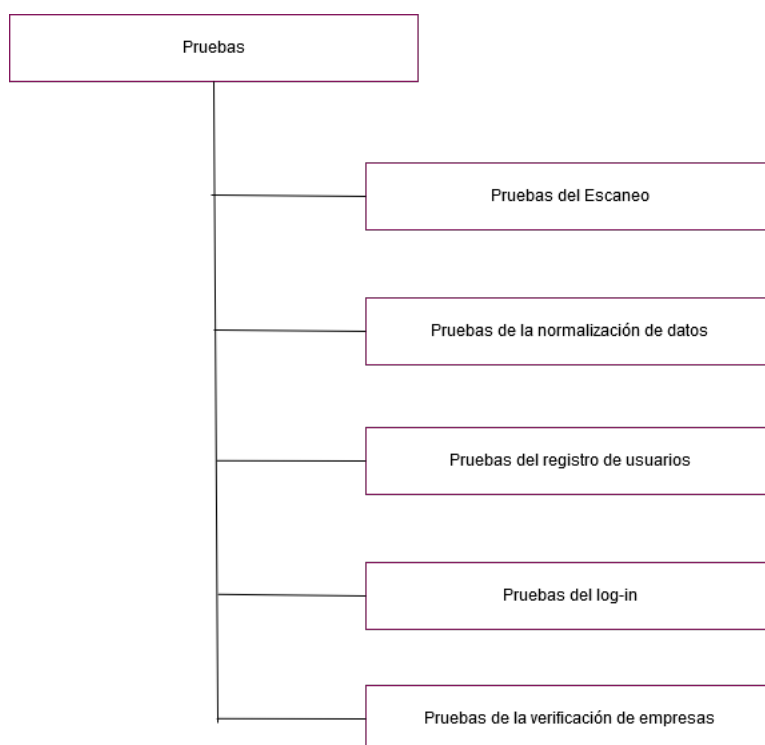 Pruebas
Pruebas del Escaneo
Pruebas de la normalización de datos
Pruebas del registro de usuarios
Pruebas del log-in
Pruebas de la verificación de empresas